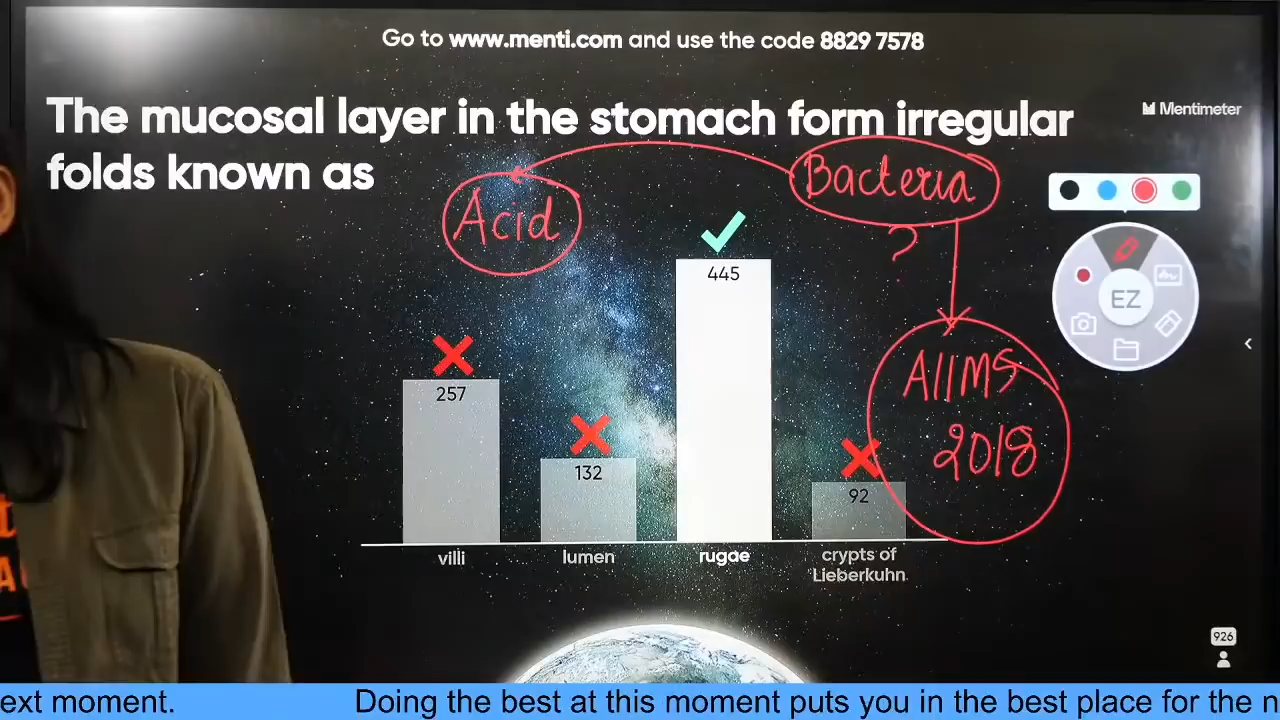 Go to www.menti.com and use the code 8829 7578
The mucosal layer in the stomach form irregular
folds known as
Mentimeter
Bacteria
Acid
?
AIIMS
2018
EZ
445
257
132
92
villi
lumen
rugae
crypts of
Lieberkuhn
926
ext moment. Doing the best at this moment puts you in the best place for the n